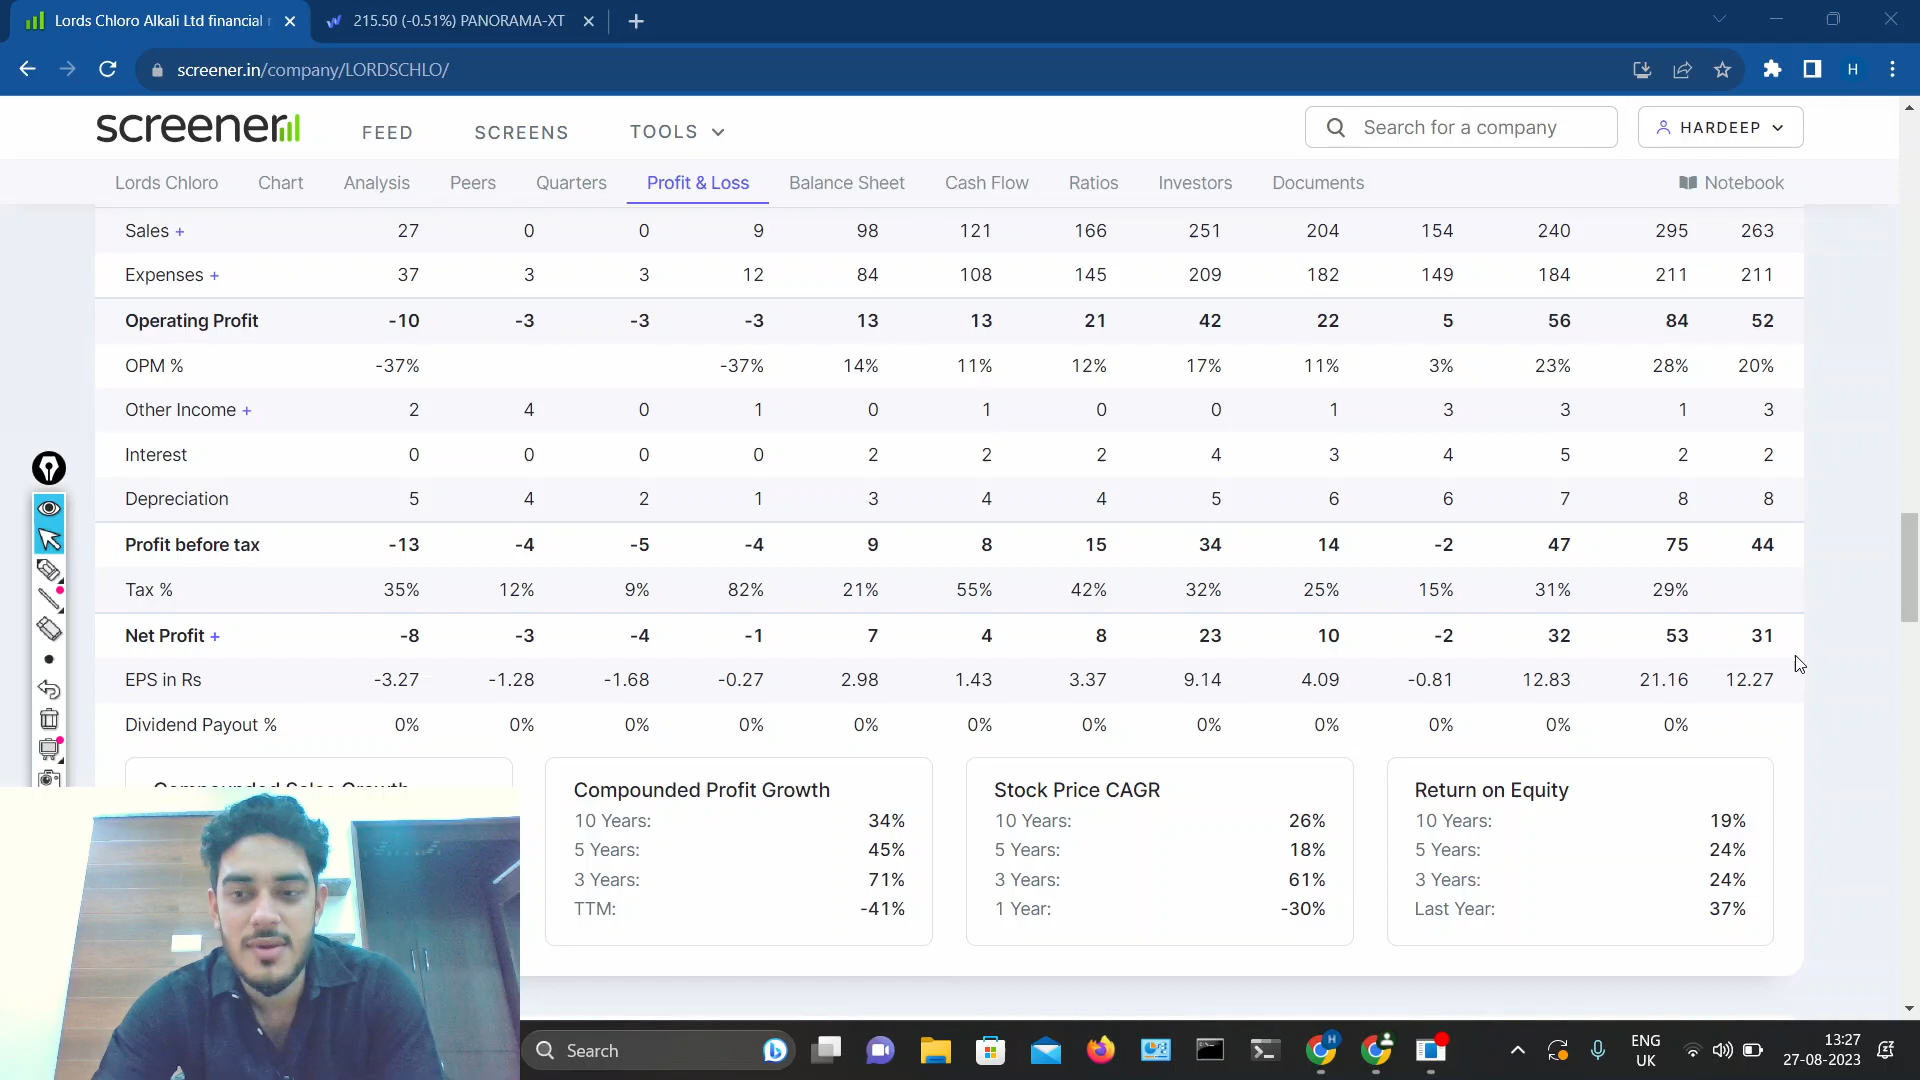 Lords Chloro Alkali Ltd financial r
215.50 (-0.51%) PANORAMA-XT
screener.in/company/LORDSCHLO/
H
screener
FEED
SCREENS
TOOLS
Search for a company
HARDEEP
Lords Chloro
Chart
Analysis
Peers
Quarters
Profit & Loss
Balance Sheet
Cash Flow
Ratios
Investors
Documents
Notebook
Sales + 27 0 0 9 98 121 166 251 204 154 240 295 263
Expenses + 37 3 3 12 84 108 145 209 182 149 184 211 211
Operating Profit -10 -3 -3 -3 13 13 21 42 22 5 56 84 52
OPM % -37% -37% 14% 11% 12% 17% 11% 3% 23% 28% 20%
Other Income + 2 4 0 1 0 1 0 0 1 3 3 1 3
Interest 0 0 0 0 2 2 2 4 3 4 5 2 2
Depreciation 5 4 2 1 3 4 4 5 6 6 7 8 8
Profit before tax -13 -4 -5 -4 9 8 15 34 14 -2 47 75 44
Tax % 35% 12% 9% 82% 21% 55% 42% 32% 25% 15% 31% 29%
Net Profit + -8 -3 -4 -1 7 4 8 23 10 -2 32 53 31
EPS in Rs -3.27 -1.28 -1.68 -0.27 2.98 1.43 3.37 9.14 4.09 -0.81 12.83 21.16 12.27
Dividend Payout % 0% 0% 0% 0% 0% 0% 0% 0% 0% 0% 0% 0%
Compounded Sales Growth
Compounded Profit Growth
10 Years: 34%
5 Years: 45%
3 Years: 71%
TTM: -41%
Stock Price CAGR
10 Years: 26%
5 Years: 18%
3 Years: 61%
1 Year: -30%
Return on Equity
10 Years: 19%
5 Years: 24%
3 Years: 24%
Last Year: 37%
Search
H
ENG
UK
13:27
27-08-2023